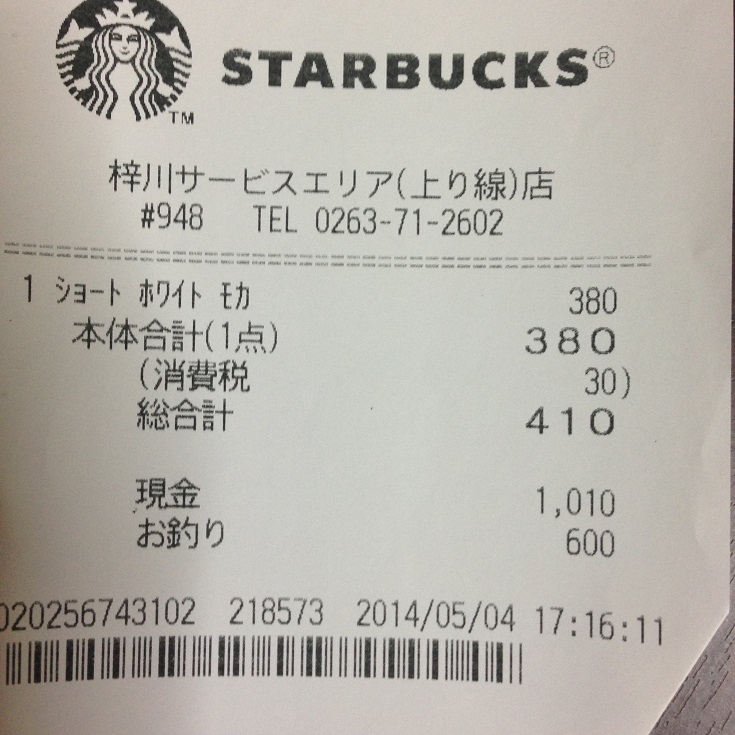 STARBUCKS®
TM
梓川サービスエリア(上り線)店
#948 TEL 0263-71-2602
1 ショート ホワイト モカ 380
本体合計(1点) 380
(消費税 30)
総合計 410
現金 1,010
お釣り 600
020256743102 218573 2014/05/04 17:16:11